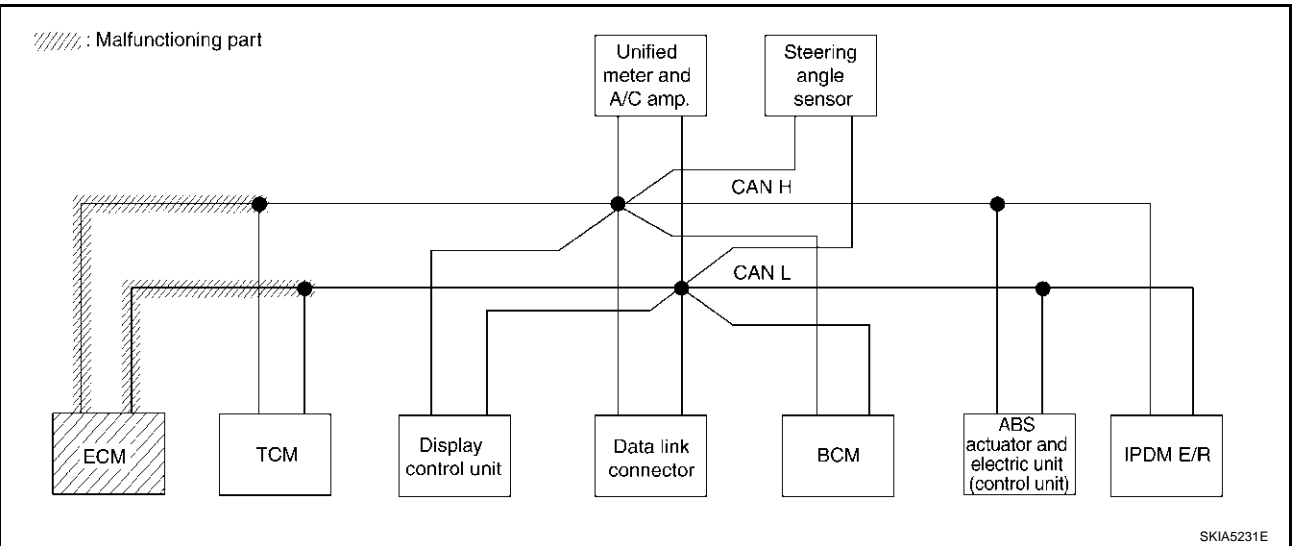 : Malfunctioning part
Unified
meter and
A/C amp.
Steering
angle
sensor
CAN H
CAN L
ECM
TCM
Display
control unit
Data link
connector
BCM
ABS
actuator and
electric unit
(control unit)
IPDM E/R
SKIA5231E